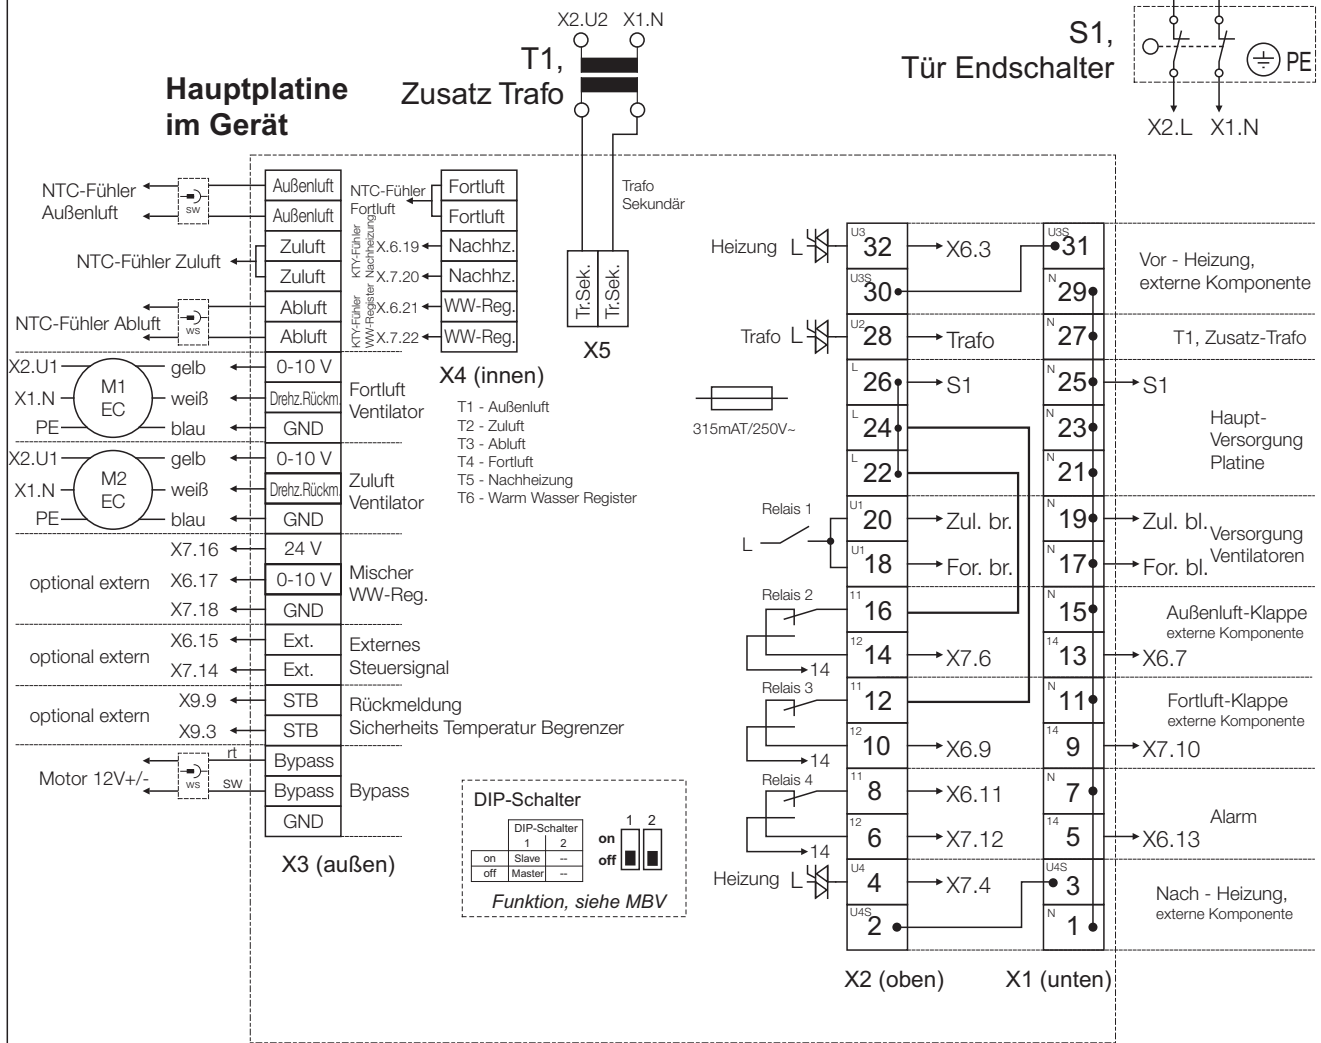 X2.U2 X1.N
T1,
Zusatz Trafo
S1,
Tür Endschalter
PE
X2.L X1.N
Hauptplatine
im Gerät
NTC-Fühler
Außenluft
sw
NTC-Fühler Zuluft
NTC-Fühler Abluft
ws
X2.U1
X1.N
PE
M1
EC
gelb
weiß
blau
X2.U1
X1.N
PE
M2
EC
gelb
weiß
blau
optional extern
X7.16
X6.17
X7.18
optional extern
X6.15
X7.14
optional extern
X9.9
X9.3
Motor 12V+/-
ws
rt
sw
Außenluft
Außenluft
Zuluft
Zuluft
Abluft
Abluft
0-10 V
Drehz.Rückm.
GND
0-10 V
Drehz.Rückm.
GND
24 V
0-10 V
GND
Ext.
Ext.
STB
STB
Bypass
Bypass
GND
X3 (außen)
Fortluft
Ventilator
Zuluft
Ventilator
Mischer
WW-Reg.
Externes
Steuersignal
Rückmeldung
Sicherheits Temperatur Begrenzer
Bypass
NTC-Fühler
Fortluft
KTY-Fühler
Nachheizung
X.6.19
X.7.20
KTY-Fühler
WW-Register
X.6.21
X.7.22
Fortluft
Fortluft
Nachhz.
Nachhz.
WW-Reg.
WW-Reg.
X4 (innen)
T1 - Außenluft
T2 - Zuluft
T3 - Abluft
T4 - Fortluft
T5 - Nachheizung
T6 - Warm Wasser Register
Trafo
Sekundär
Tr.Sek.
Tr.Sek.
X5
315mAT/250V~
DIP-Schalter
DIP-Schalter
1 2
on Slave --
off Master --
1 2
on
off
Funktion, siehe MBV
Heizung L
U3 32 X6.3
U3S 30
Trafo L
U2 28 Trafo
L 26 S1
L 24
L 22
Relais 1
L
U1 20 Zul. br.
U1 18 For. br.
Relais 2
11 16
12 14 X7.6
14
Relais 3
11 12
12 10 X6.9
14
Relais 4
11 8 X6.11
12 6 X7.12
14
Heizung L
U4 4 X7.4
U4S 2
X2 (oben)
U3S 31
N 29
N 27
N 25 S1
N 23
N 21
N 19 Zul. bl.
N 17 For. bl.
N 15
14 13 X6.7
N 11
14 9 X7.10
N 7
14 5 X6.13
U4S 3
N 1
X1 (unten)
Vor - Heizung,
externe Komponente
T1, Zusatz-Trafo
Haupt-
Versorgung
Platine
Versorgung
Ventilatoren
Außenluft-Klappe
externe Komponente
Fortluft-Klappe
externe Komponente
Alarm
Nach - Heizung,
externe Komponente